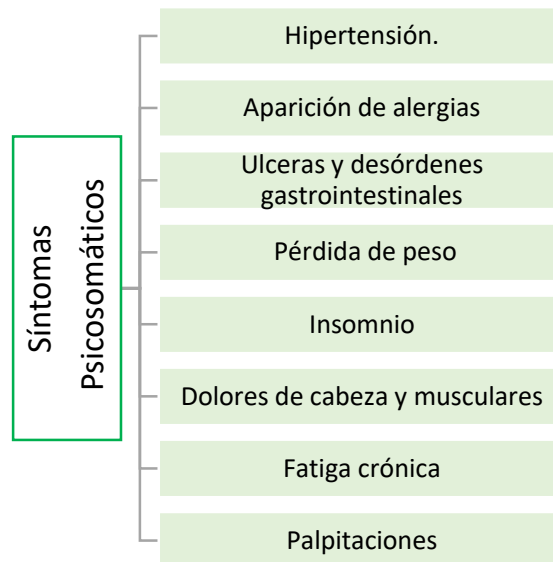 Síntomas
Psicosomáticos
Hipertensión.
Aparición de alergias
Ulceras y desórdenes
gastrointestinales
Pérdida de peso
Insomnio
Dolores de cabeza y musculares
Fatiga crónica
Palpitaciones